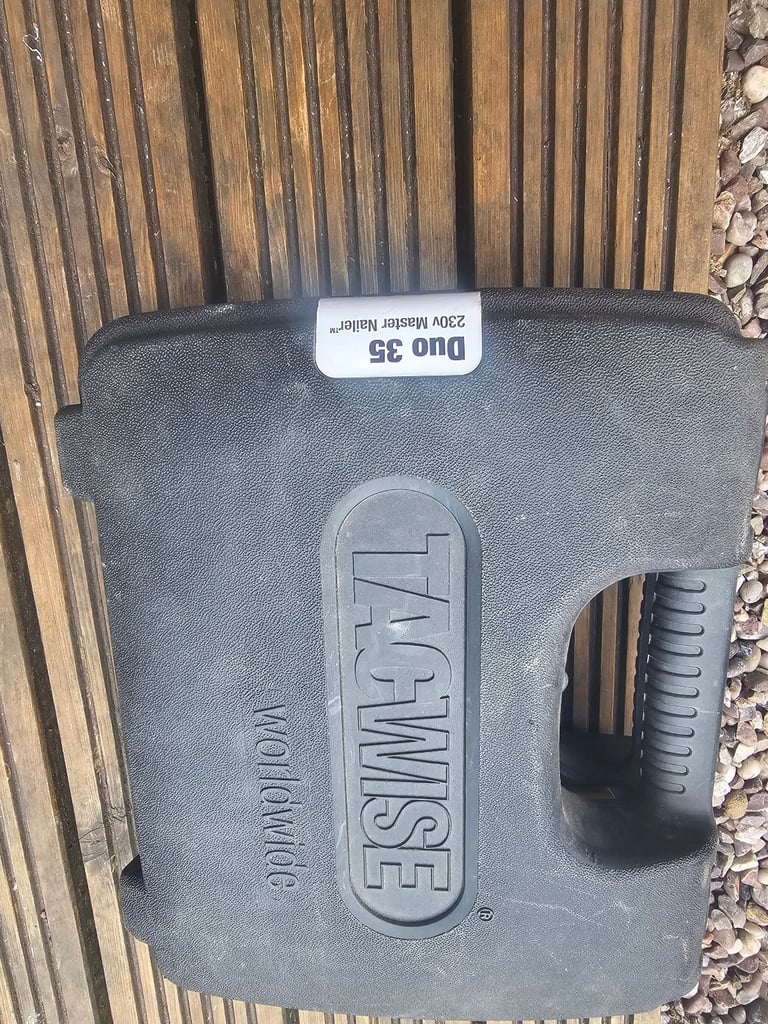 Duo 35
230v Master Nailer™
TACWISE®
worldwide